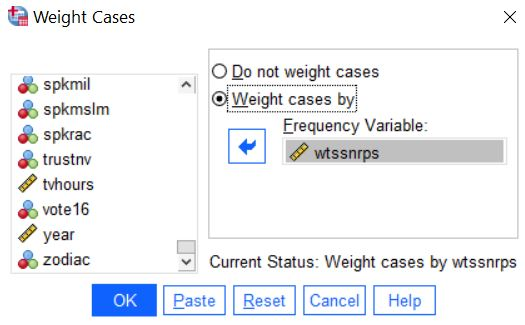 Weight Cases
spkmil
spkmslm
spkrac
trustnv
tvhours
vote16
year
zodiac
Do not weight cases
Weight cases by
Frequency Variable:
wtssnrps
Current Status: Weight cases by wtssnrps
OK
Paste
Reset
Cancel
Help